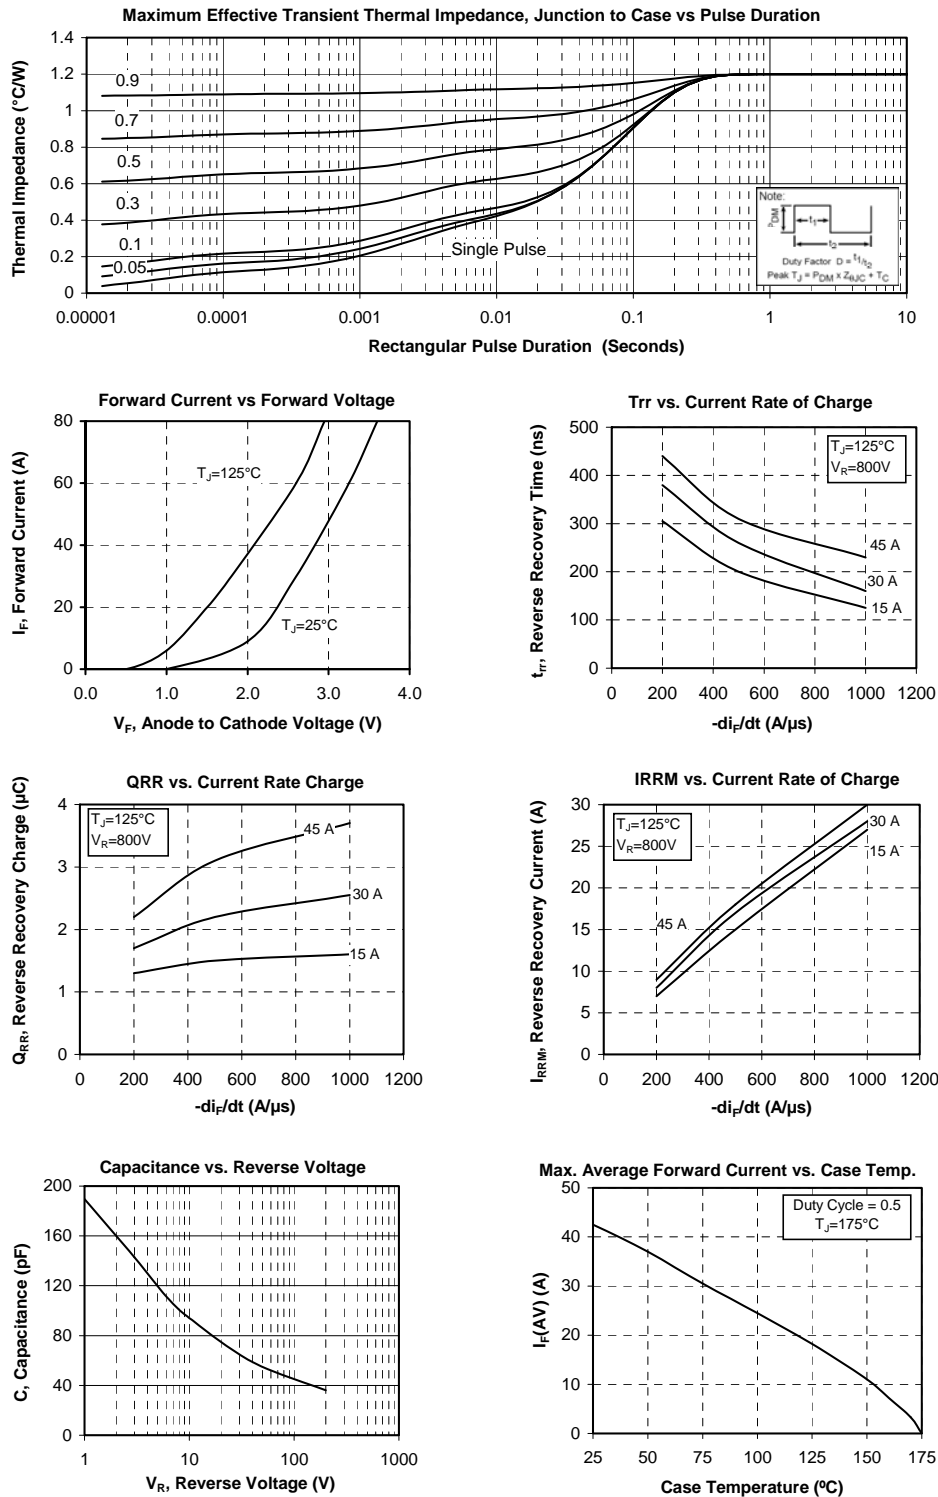 Maximum Effective Transient Thermal Impedance, Junction to Case vs Pulse Duration
Thermal Impedance (°C/W)
1.4
1.2
1
0.8
0.6
0.4
0.2
0
0.9
0.7
0.5
0.3
0.1
0.05
Single Pulse
Note:
PDM
t1
t2
Duty Factor D = t1/t2
Peak TJ = PDM x ZθJC + TC
0.00001 0.0001 0.001 0.01 0.1 1 10
Rectangular Pulse Duration (Seconds)
Forward Current vs Forward Voltage
IF, Forward Current (A)
80
60
40
20
0
TJ=125°C
TJ=25°C
0.0 1.0 2.0 3.0 4.0
VF, Anode to Cathode Voltage (V)
Trr vs. Current Rate of Charge
trr, Reverse Recovery Time (ns)
500
400
300
200
100
0
TJ=125°C
VR=800V
45 A
30 A
15 A
0 200 400 600 800 1000 1200
-diF/dt (A/µs)
QRR vs. Current Rate Charge
QRR, Reverse Recovery Charge (µC)
4
3
2
1
0
TJ=125°C
VR=800V
45 A
30 A
15 A
0 200 400 600 800 1000 1200
-diF/dt (A/µs)
IRRM vs. Current Rate of Charge
IRRM, Reverse Recovery Current (A)
30
25
20
15
10
5
0
TJ=125°C
VR=800V
30 A
15 A
45 A
0 200 400 600 800 1000 1200
-diF/dt (A/µs)
Capacitance vs. Reverse Voltage
C, Capacitance (pF)
200
160
120
80
40
0
1 10 100 1000
VR, Reverse Voltage (V)
Max. Average Forward Current vs. Case Temp.
IF(AV) (A)
50
40
30
20
10
0
Duty Cycle = 0.5
TJ=175°C
25 50 75 100 125 150 175
Case Temperature (ºC)